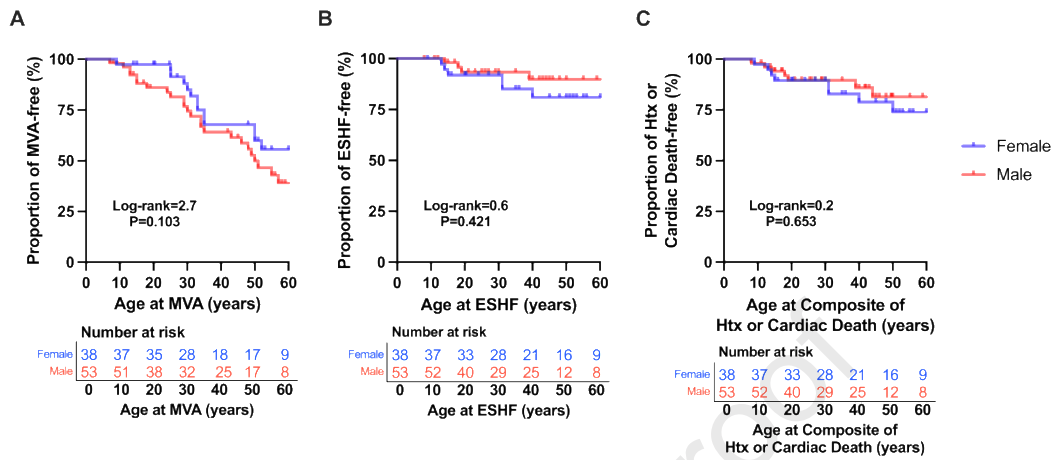 A
Proportion of MVA-free (%)
100
75
50
25
0
Log-rank=2.7
P=0.103
0 10 20 30 40 50 60
Age at MVA (years)
Number at risk
Female 38 37 35 28 18 17 9
Male 53 51 38 32 25 17 8
0 10 20 30 40 50 60
Age at MVA (years)
B
Proportion of ESHF-free (%)
100
75
50
25
0
Log-rank=0.6
P=0.421
0 10 20 30 40 50 60
Age at ESHF (years)
Number at risk
Female 38 37 33 28 21 16 9
Male 53 52 40 29 25 12 8
0 10 20 30 40 50 60
Age at ESHF (years)
C
Proportion of Htx or
Cardiac Death-free (%)
100
75
50
25
0
Log-rank=0.2
P=0.653
0 10 20 30 40 50 60
Age at Composite of
Htx or Cardiac Death (years)
Number at risk
Female 38 37 33 28 21 16 9
Male 53 52 40 29 25 12 8
0 10 20 30 40 50 60
Age at Composite of
Htx or Cardiac Death (years)
Female
Male
roof